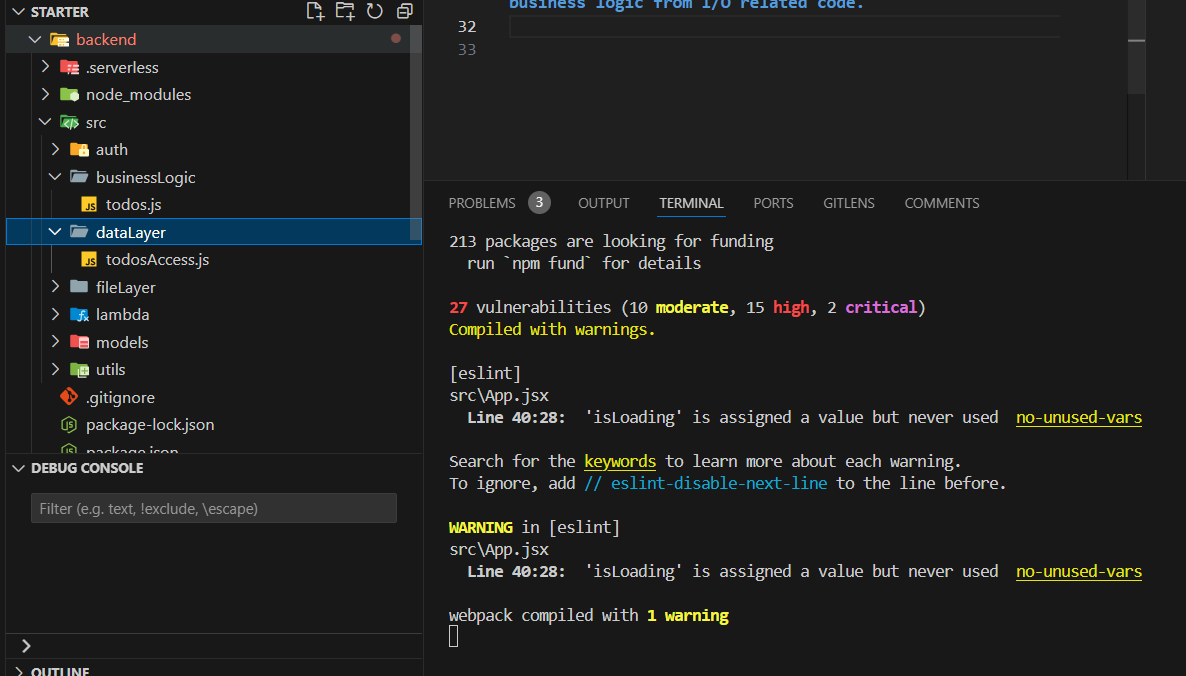 STARTER
backend
.serverless
node_modules
src
auth
businessLogic
todos.js
dataLayer
todosAccess.js
fileLayer
lambda
models
utils
.gitignore
package-lock.json
package.json
DEBUG CONSOLE
Filter (e.g. text, !exclude, \escape)
OUTLINE
business logic from I/O related code.
32
33
PROBLEMS 3 OUTPUT TERMINAL PORTS GITLENS COMMENTS
213 packages are looking for funding
run `npm fund` for details
27 vulnerabilities (10 moderate, 15 high, 2 critical)
Compiled with warnings.
[eslint]
src\App.jsx
Line 40:28: 'isLoading' is assigned a value but never used no-unused-vars
Search for the keywords to learn more about each warning.
To ignore, add // eslint-disable-next-line to the line before.
WARNING in [eslint]
src\App.jsx
Line 40:28: 'isLoading' is assigned a value but never used no-unused-vars
webpack compiled with 1 warning